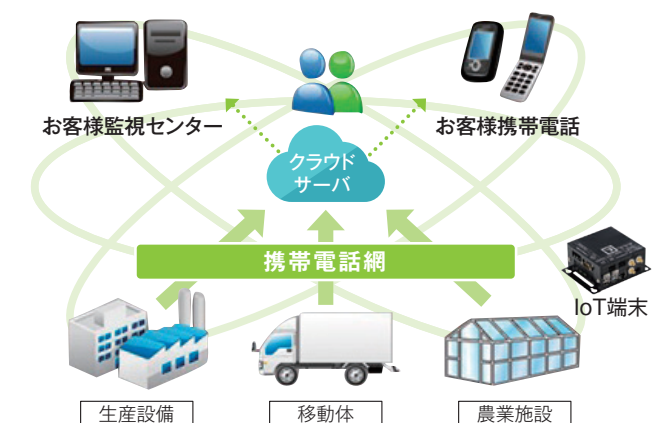 お客様監視センター
お客様携帯電話
クラウド
サーバ
携帯電話網
IoT端末
生産設備
移動体
農業施設